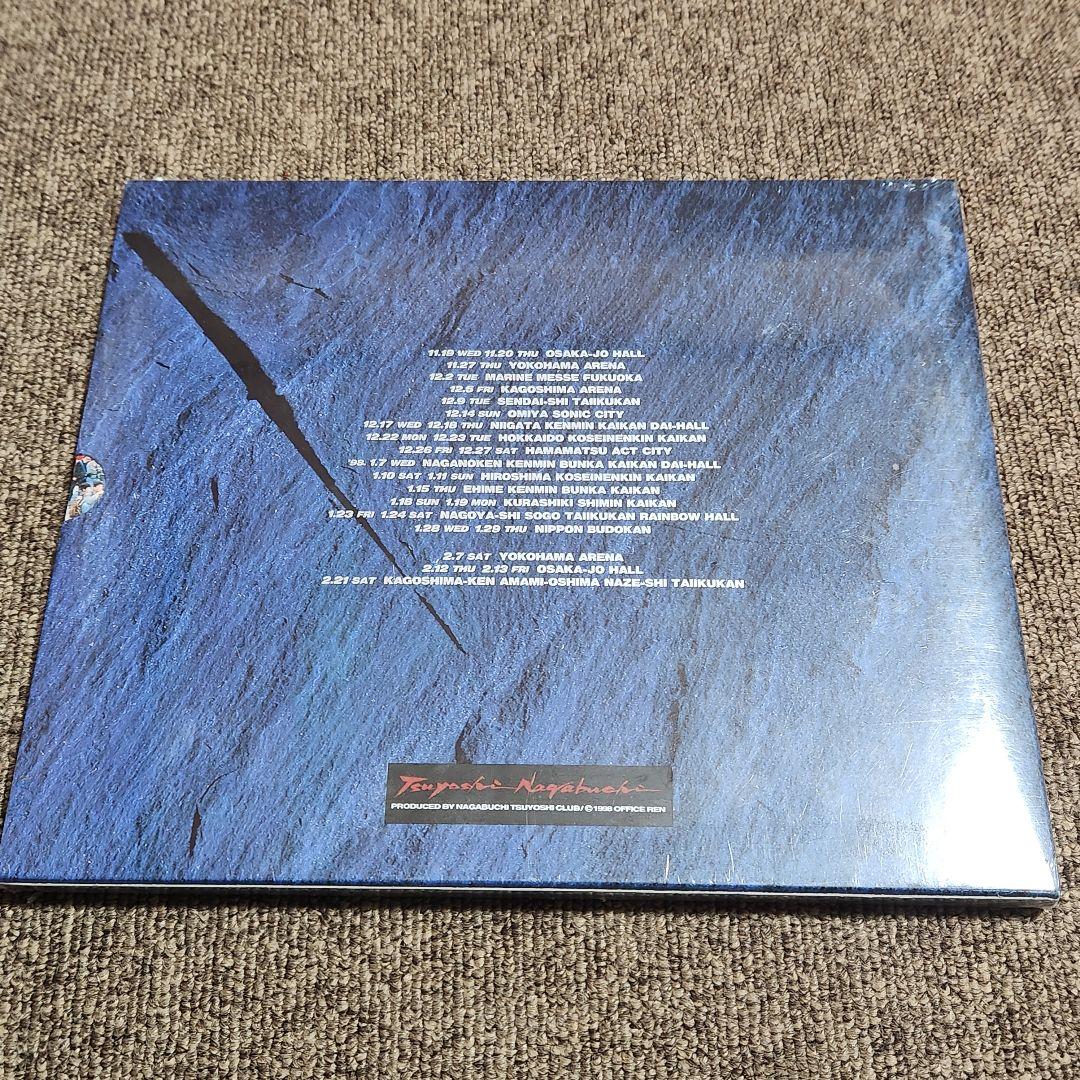 11.19 WED 11.20 THU OSAKA-JO HALL
11.27 THU YOKOHAMA ARENA
12.2 TUE MARINE MESSE FUKUOKA
12.5 FRI KAGOSHIMA ARENA
12.9 TUE SENDAI-SHI TAIIKUKAN
12.14 SUN OMIYA SONIC CITY
12.17 WED 12.18 THU NIIGATA KENMIN KAIKAN DAI-HALL
12.22 MON 12.23 TUE HOKKAIDO KOSEINENKIN KAIKAN
12.26 FRI 12.27 SAT HAMAMATSU ACT CITY
'98. 1.7 WED NAGANOKEN KENMIN BUNKA KAIKAN DAI-HALL
1.10 SAT 1.11 SUN HIROSHIMA KOSEINENKIN KAIKAN
1.15 THU EHIME KENMIN BUNKA KAIKAN
1.18 SUN 1.19 MON KURASHIKI SHIMIN KAIKAN
1.23 FRI 1.24 SAT NAGOYA-SHI SOGO TAIIKUKAN RAINBOW HALL
1.28 WED 1.29 THU NIPPON BUDOKAN
2.7 SAT YOKOHAMA ARENA
2.12 THU 2.13 FRI OSAKA-JO HALL
2.21 SAT KAGOSHIMA-KEN AMAMI-OSHIMA NAZE-SHI TAIIKUKAN
Tsuyoshi Nagabuchi
PRODUCED BY NAGABUCHI TSUYOSHI CLUB/©1998 OFFICE REN